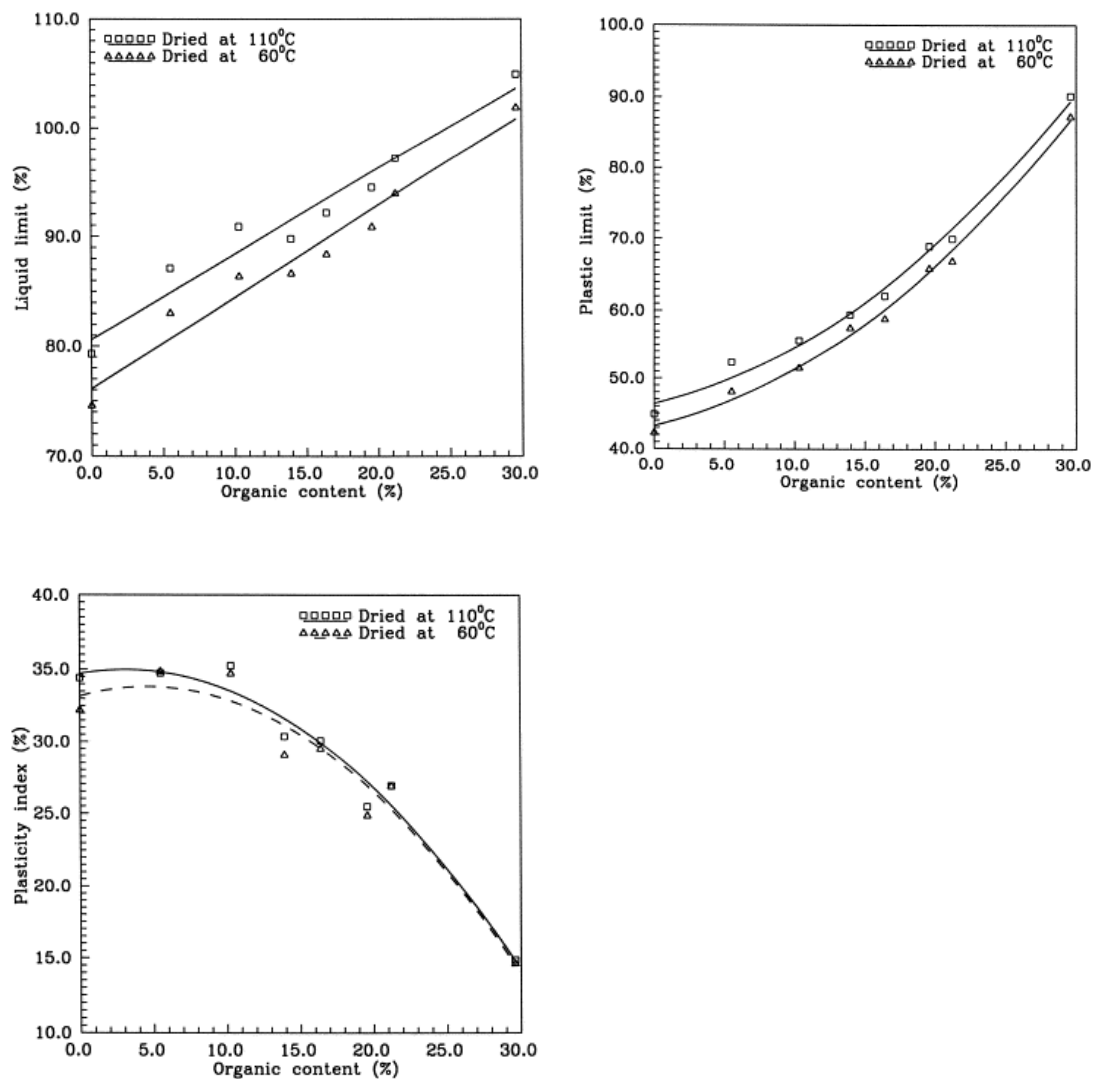 110.0
□□□□ Dried at 110⁰C
△△△△ Dried at 60⁰C
100.0
90.0
80.0
70.0
Liquid limit (%)
0.0 5.0 10.0 15.0 20.0 25.0 30.0
Organic content (%)
100.0
□□□□ Dried at 110⁰C
△△△△ Dried at 60⁰C
90.0
80.0
70.0
60.0
50.0
40.0
Plastic limit (%)
0.0 5.0 10.0 15.0 20.0 25.0 30.0
Organic content (%)
40.0
□□□□□ Dried at 110⁰C
△△△△△ Dried at 60⁰C
35.0
30.0
25.0
20.0
15.0
10.0
Plasticity index (%)
0.0 5.0 10.0 15.0 20.0 25.0 30.0
Organic content (%)